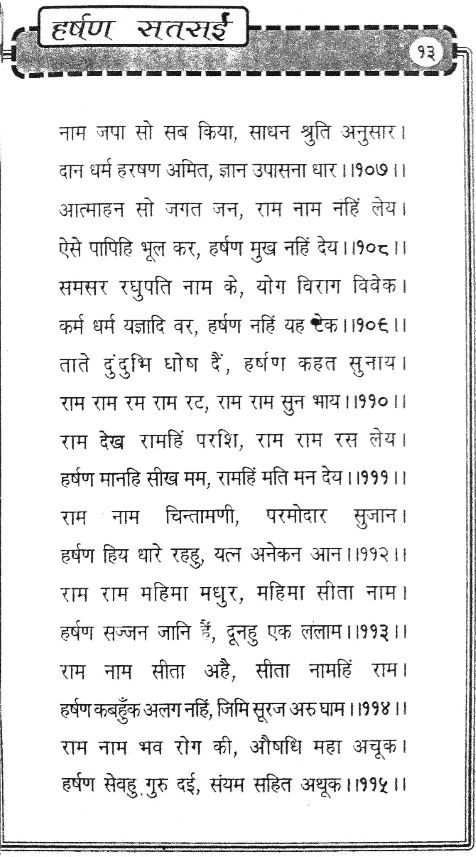 हर्षण सतसई
१३
नाम जपा सो सब किया, साधन श्रुति अनुसार।
दान धर्म हरषण अमित, ज्ञान उपासना धार।।१०७।।
आत्माहन सो जगत जन, राम नाम नहिं लेय।
ऐसे पापिहि भूल कर, हर्षण मुख नहिं देय।।१०८।।
समसर रघुपति नाम के, योग विराग विवेक।
कर्म धर्म यज्ञादि वर, हर्षण नहिं यह टेक।।१०९।।
ताते दुंदुभि घोष दैं, हर्षण कहत सुनाय।
राम राम रम राम रट, राम राम सुन भाय।।११०।।
राम देख रामहिं परशि, राम राम रस लेय।
हर्षण मानहि सीख मम, रामहिं मति मन देय।।१११।।
राम नाम चिन्तामणी, परमोदार सुजान।
हर्षण हिय धारे रहहु, यत्न अनेकन आन।।११२।।
राम राम महिमा मधुर, महिमा सीता नाम।
हर्षण सज्जन जानि हैं, दूनहु एक ललाम।।११३।।
राम नाम सीता अहै, सीता नामहिं राम।
हर्षण कबहुँक अलग नहिं, जिमि सूरज अरु घाम।।११४।।
राम नाम भव रोग की, औषधि महा अचूक।
हर्षण सेवहु गुरु दई, संयम सहित अथूक।।११५।।